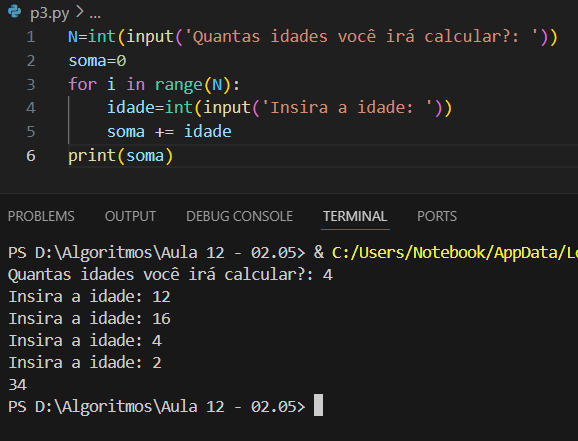 p3.py > ...
1 N=int(input('Quantas idades você irá calcular?: '))
2 soma=0
3 for i in range(N):
4     idade=int(input('Insira a idade: '))
5     soma += idade
6 print(soma)
PROBLEMS OUTPUT DEBUG CONSOLE TERMINAL PORTS
PS D:\Algoritmos\Aula 12 - 02.05> & C:/Users/Notebook/AppData/Lo
Quantas idades você irá calcular?: 4
Insira a idade: 12
Insira a idade: 16
Insira a idade: 4
Insira a idade: 2
34
PS D:\Algoritmos\Aula 12 - 02.05>